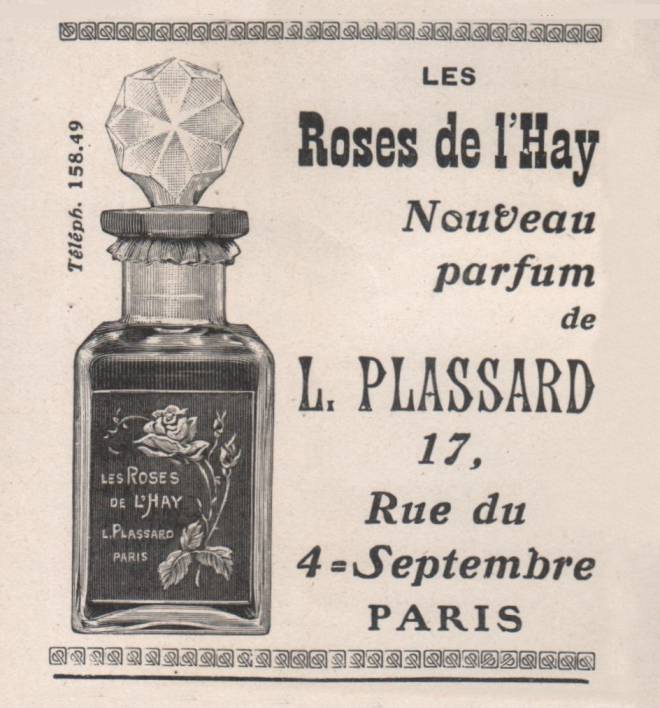 Téléph. 158.49
LES
Roses de l'Hay
Nouveau
parfum
de
L. PLASSARD
17,
Rue du
4=Septembre
PARIS
LES ROSES
DE L'HAY
L. PLASSARD
PARIS